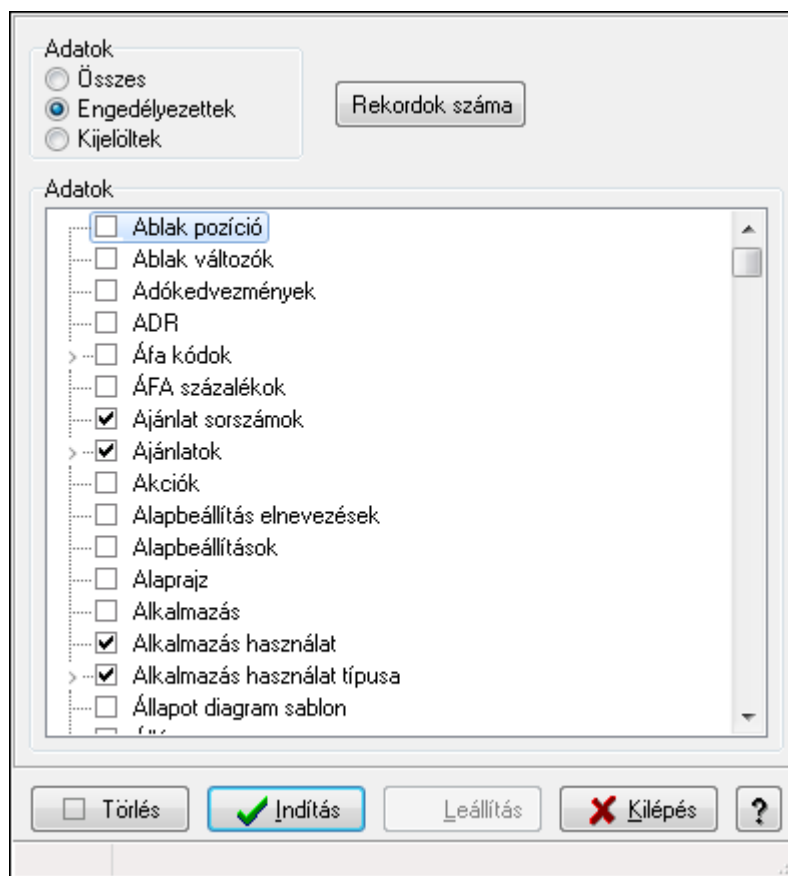 Adatok
Összes
Engedélyezettek
Kijelöltek
Rekordok száma
Adatok
Ablak pozíció
Ablak változók
Adókedvezmények
ADR
Áfa kódok
ÁFA százalékok
Ajánlat sorszámok
Ajánlatok
Akciók
Alapbeállítás elnevezések
Alapbeállítások
Alaprajz
Alkalmazás
Alkalmazás használat
Alkalmazás használat típusa
Állapot diagram sablon
Törlés Indítás Leállítás Kilépés ?